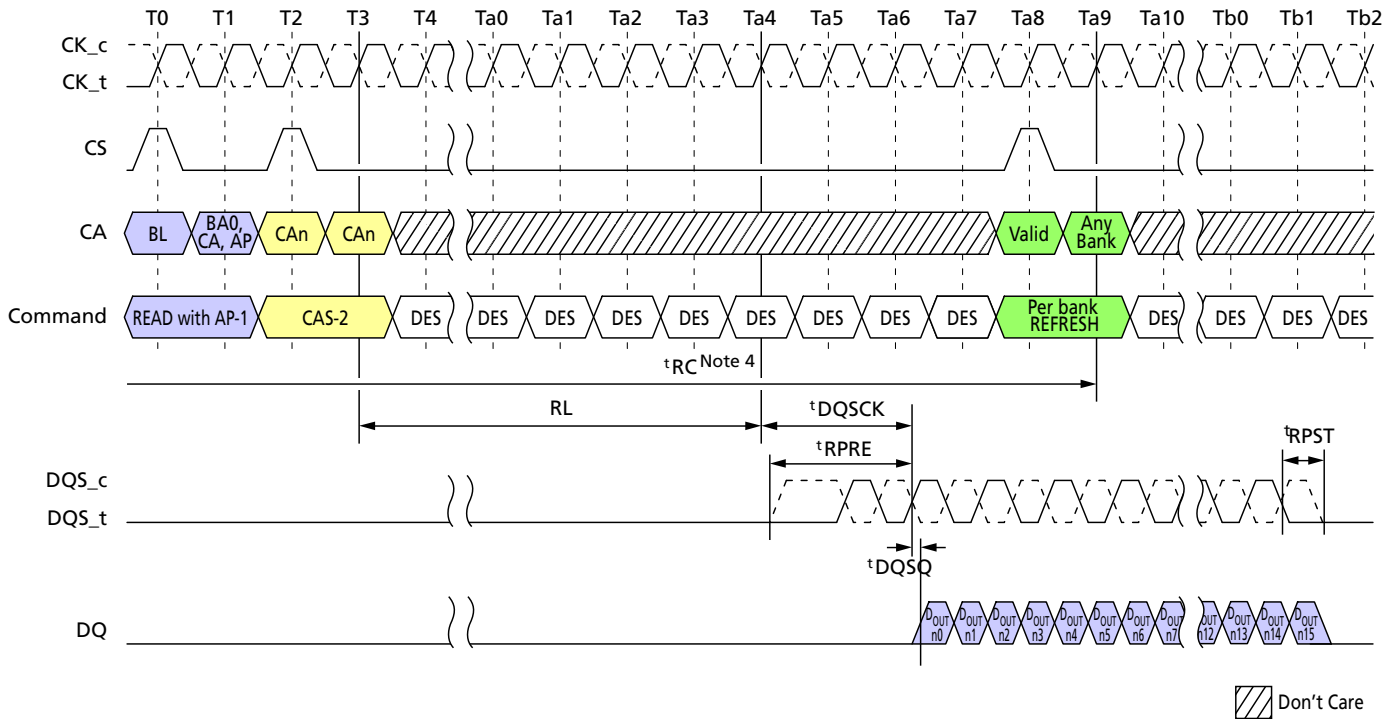 T0 T1 T2 T3 T4 Ta0 Ta1 Ta2 Ta3 Ta4 Ta5 Ta6 Ta7 Ta8 Ta9 Ta10 Tb0 Tb1 Tb2
CK_c
CK_t
CS
CA BL BA0, CA, AP CAn CAn Valid Any Bank
Command READ with AP-1 CAS-2 DES DES DES DES DES DES DES DES DES Per bank REFRESH DES DES DES DES
tRC Note 4
RL tDQSCK
tRPRE tRPST
DQS_c
DQS_t
tDQSQ
DQ DOUT n0 DOUT n1 DOUT n2 DOUT n3 DOUT n4 DOUT n5 DOUT n6 DOUT n7 DOUT n12 DOUT n13 DOUT n14 DOUT n15
Don't Care